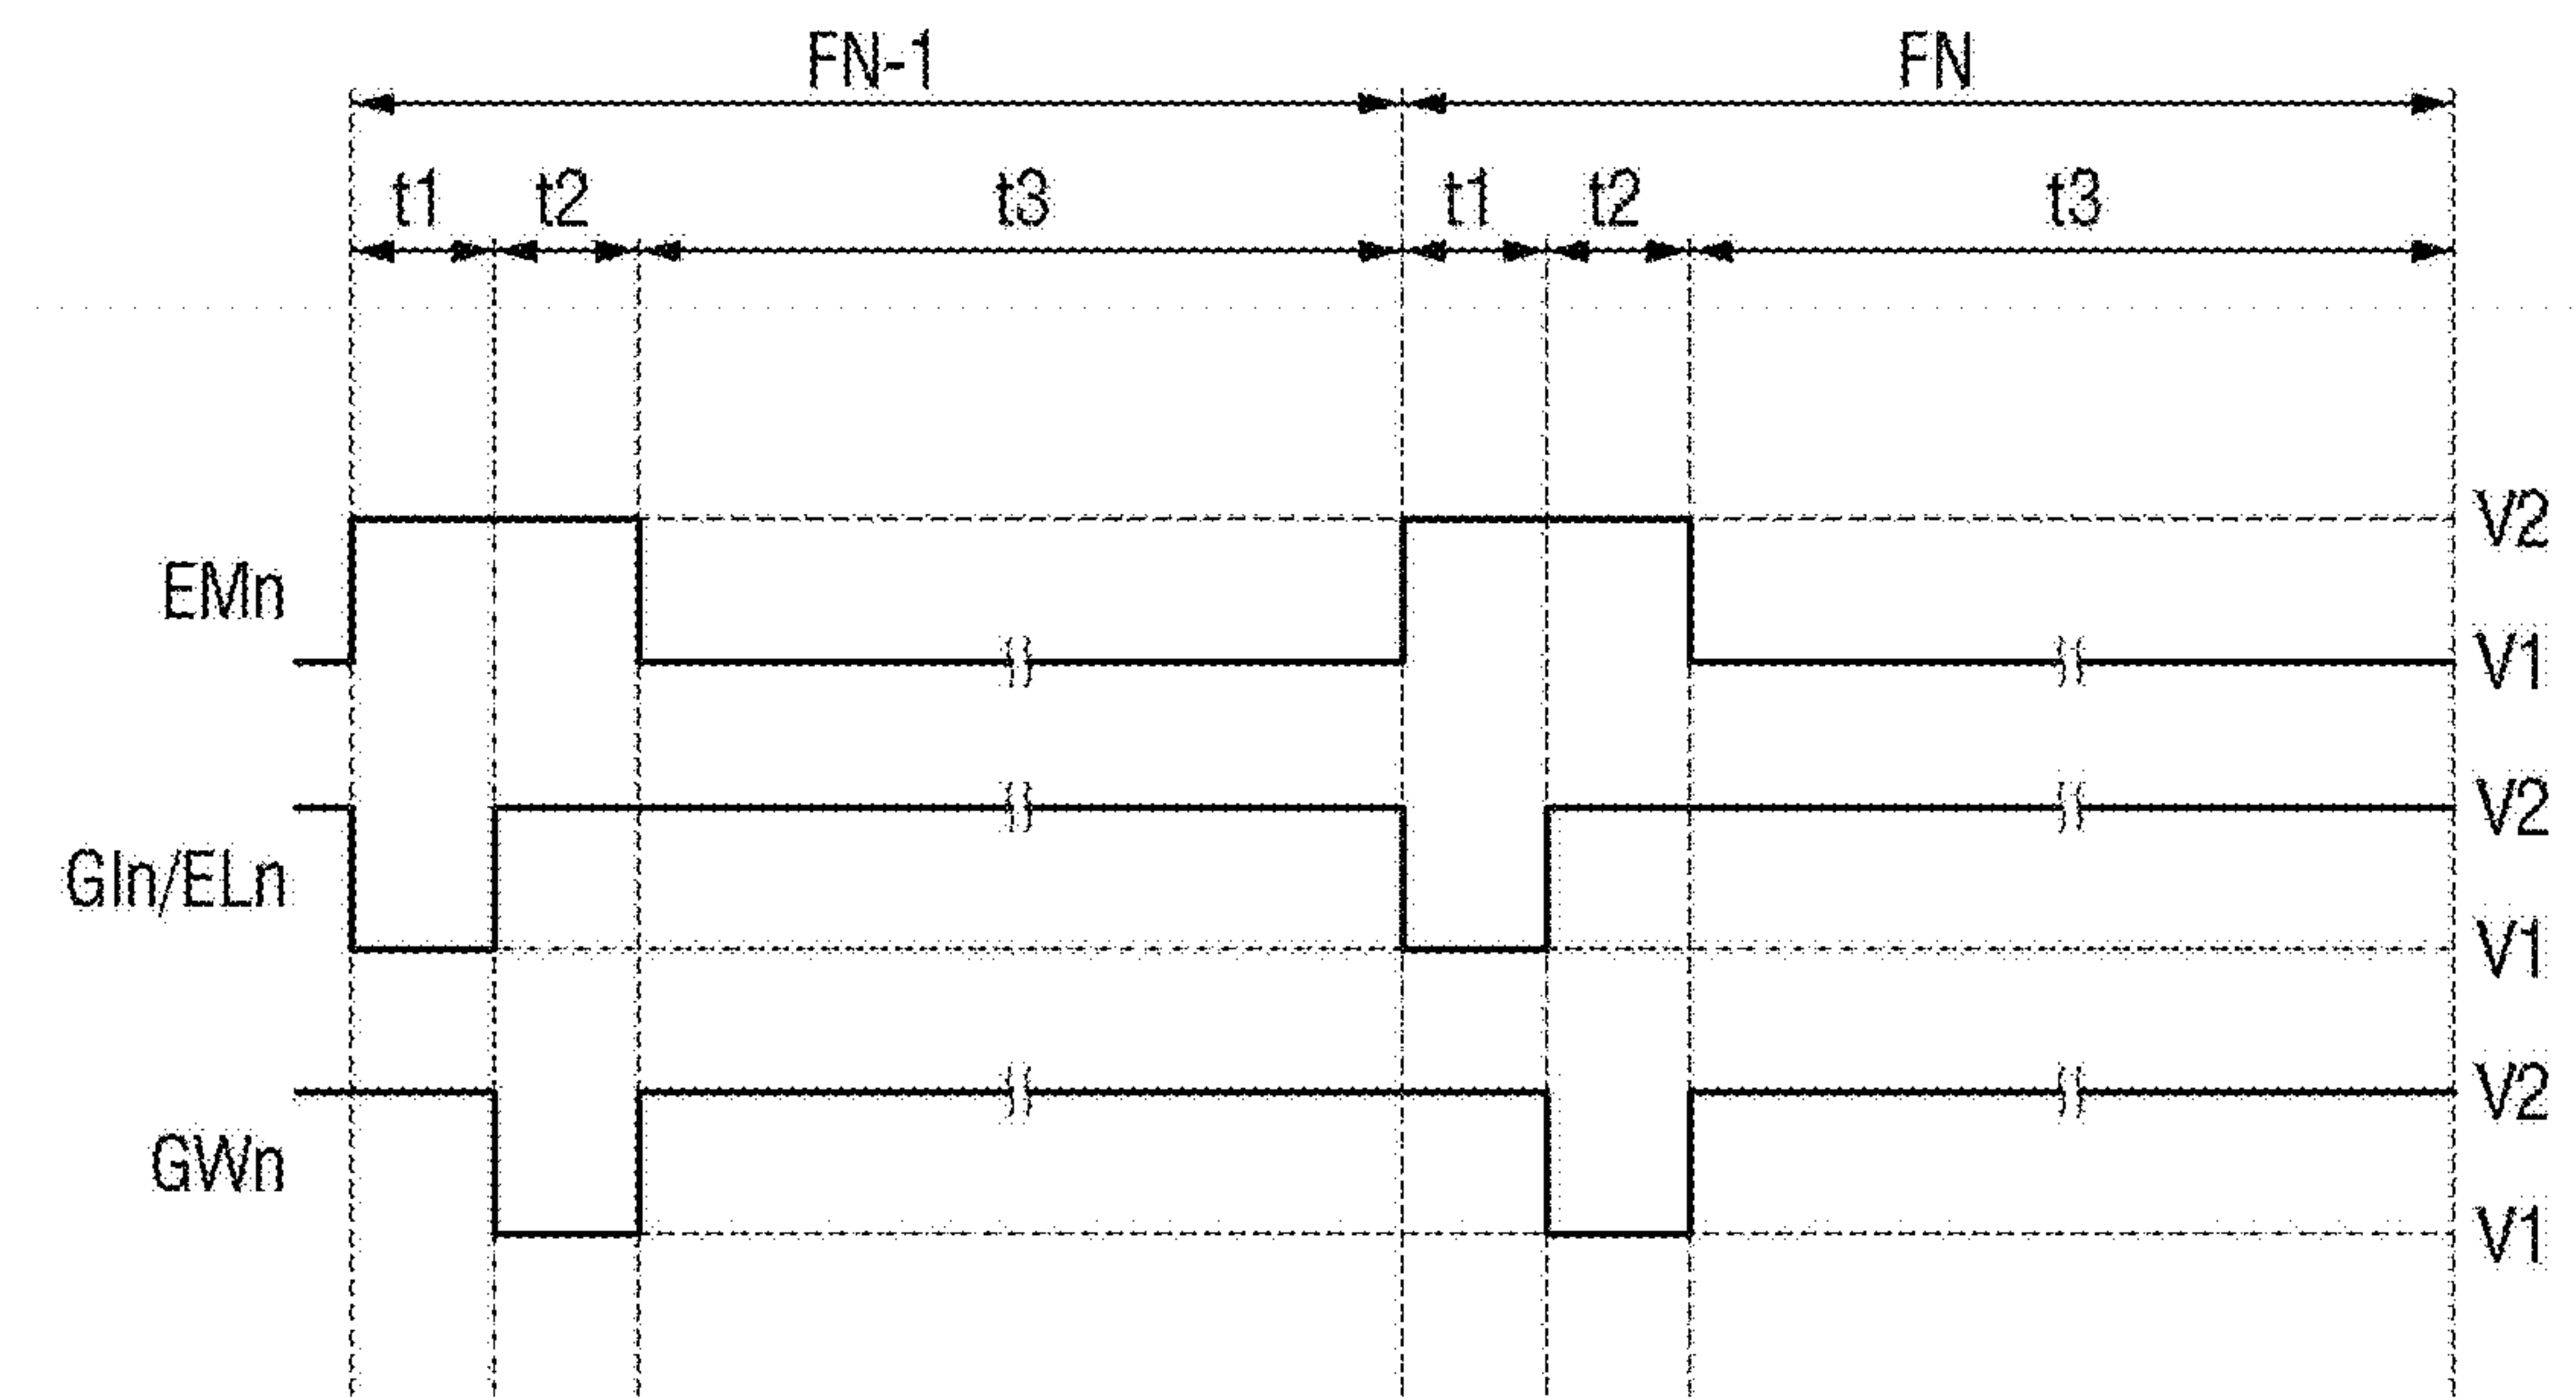 FN-1 FN
t1 t2 t3 t1 t2 t3
V2
EMn
V1
V2
GIn/ELn
V1
V2
GWn
V1